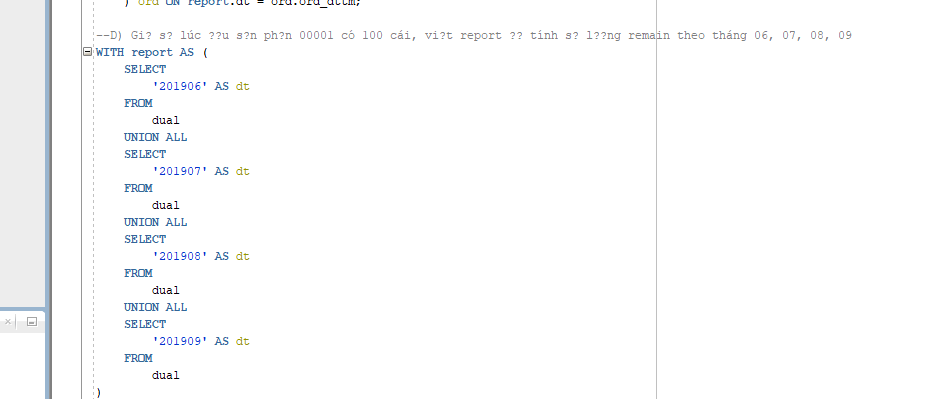 ) ord ON report.dt = ord.ord_dttm;
--D) Gi? s? lúc ??u s?n ph?n 00001 có 100 cái, vi?t report ?? tính s? l??ng remain theo tháng 06, 07, 08, 09
WITH report AS (
SELECT
'201906' AS dt
FROM
dual
UNION ALL
SELECT
'201907' AS dt
FROM
dual
UNION ALL
SELECT
'201908' AS dt
FROM
dual
UNION ALL
SELECT
'201909' AS dt
FROM
dual
)